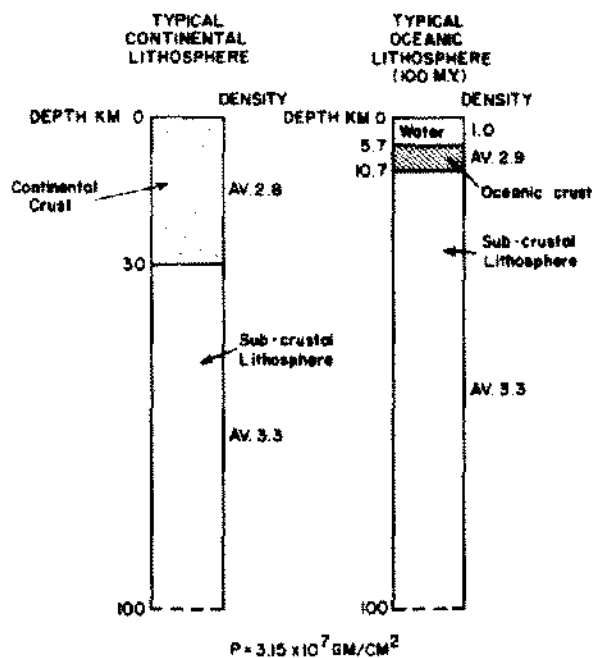 TYPICAL
CONTINENTAL
LITHOSPHERE
DENSITY
DEPTH KM 0
Continental
Crust
AV. 2.8
30
Sub-crustal
Lithosphere
AV. 3.3
100
TYPICAL
OCEANIC
LITHOSPHERE
(100 M.Y.)
DENSITY
DEPTH KM 0
Water
1.0
5.7
AV. 2.9
10.7
Oceanic crust
Sub-crustal
Lithosphere
AV. 3.3
100
P = 3.15 x 10⁷ GM/CM²